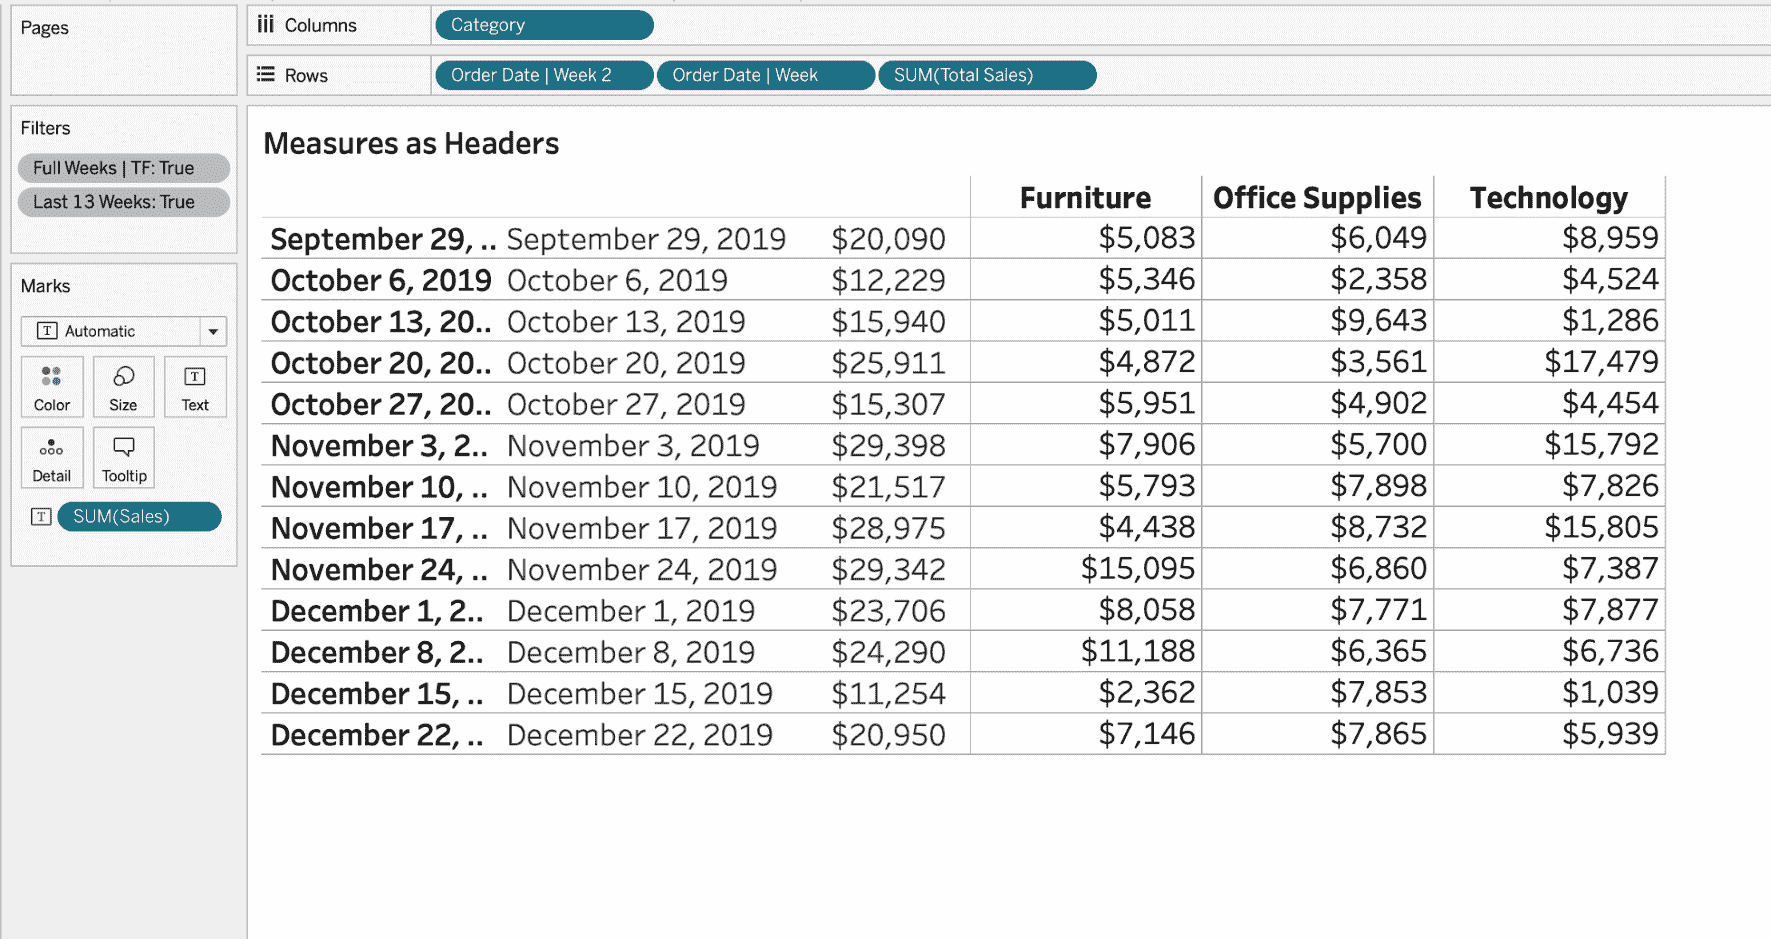 Pages
Columns
Category
Rows
Order Date | Week 2
Order Date | Week
SUM(Total Sales)
Filters
Full Weeks | TF: True
Last 13 Weeks: True
Marks
T Automatic
Color
Size
T
Text
Detail
Tooltip
T SUM(Sales)
Measures as Headers
Furniture Office Supplies Technology
September 29, .. September 29, 2019 $20,090 $5,083 $6,049 $8,959
October 6, 2019 October 6, 2019 $12,229 $5,346 $2,358 $4,524
October 13, 20.. October 13, 2019 $15,940 $5,011 $9,643 $1,286
October 20, 20.. October 20, 2019 $25,911 $4,872 $3,561 $17,479
October 27, 20.. October 27, 2019 $15,307 $5,951 $4,902 $4,454
November 3, 2.. November 3, 2019 $29,398 $7,906 $5,700 $15,792
November 10, .. November 10, 2019 $21,517 $5,793 $7,898 $7,826
November 17, .. November 17, 2019 $28,975 $4,438 $8,732 $15,805
November 24, .. November 24, 2019 $29,342 $15,095 $6,860 $7,387
December 1, 2.. December 1, 2019 $23,706 $8,058 $7,771 $7,877
December 8, 2.. December 8, 2019 $24,290 $11,188 $6,365 $6,736
December 15, .. December 15, 2019 $11,254 $2,362 $7,853 $1,039
December 22, .. December 22, 2019 $20,950 $7,146 $7,865 $5,939